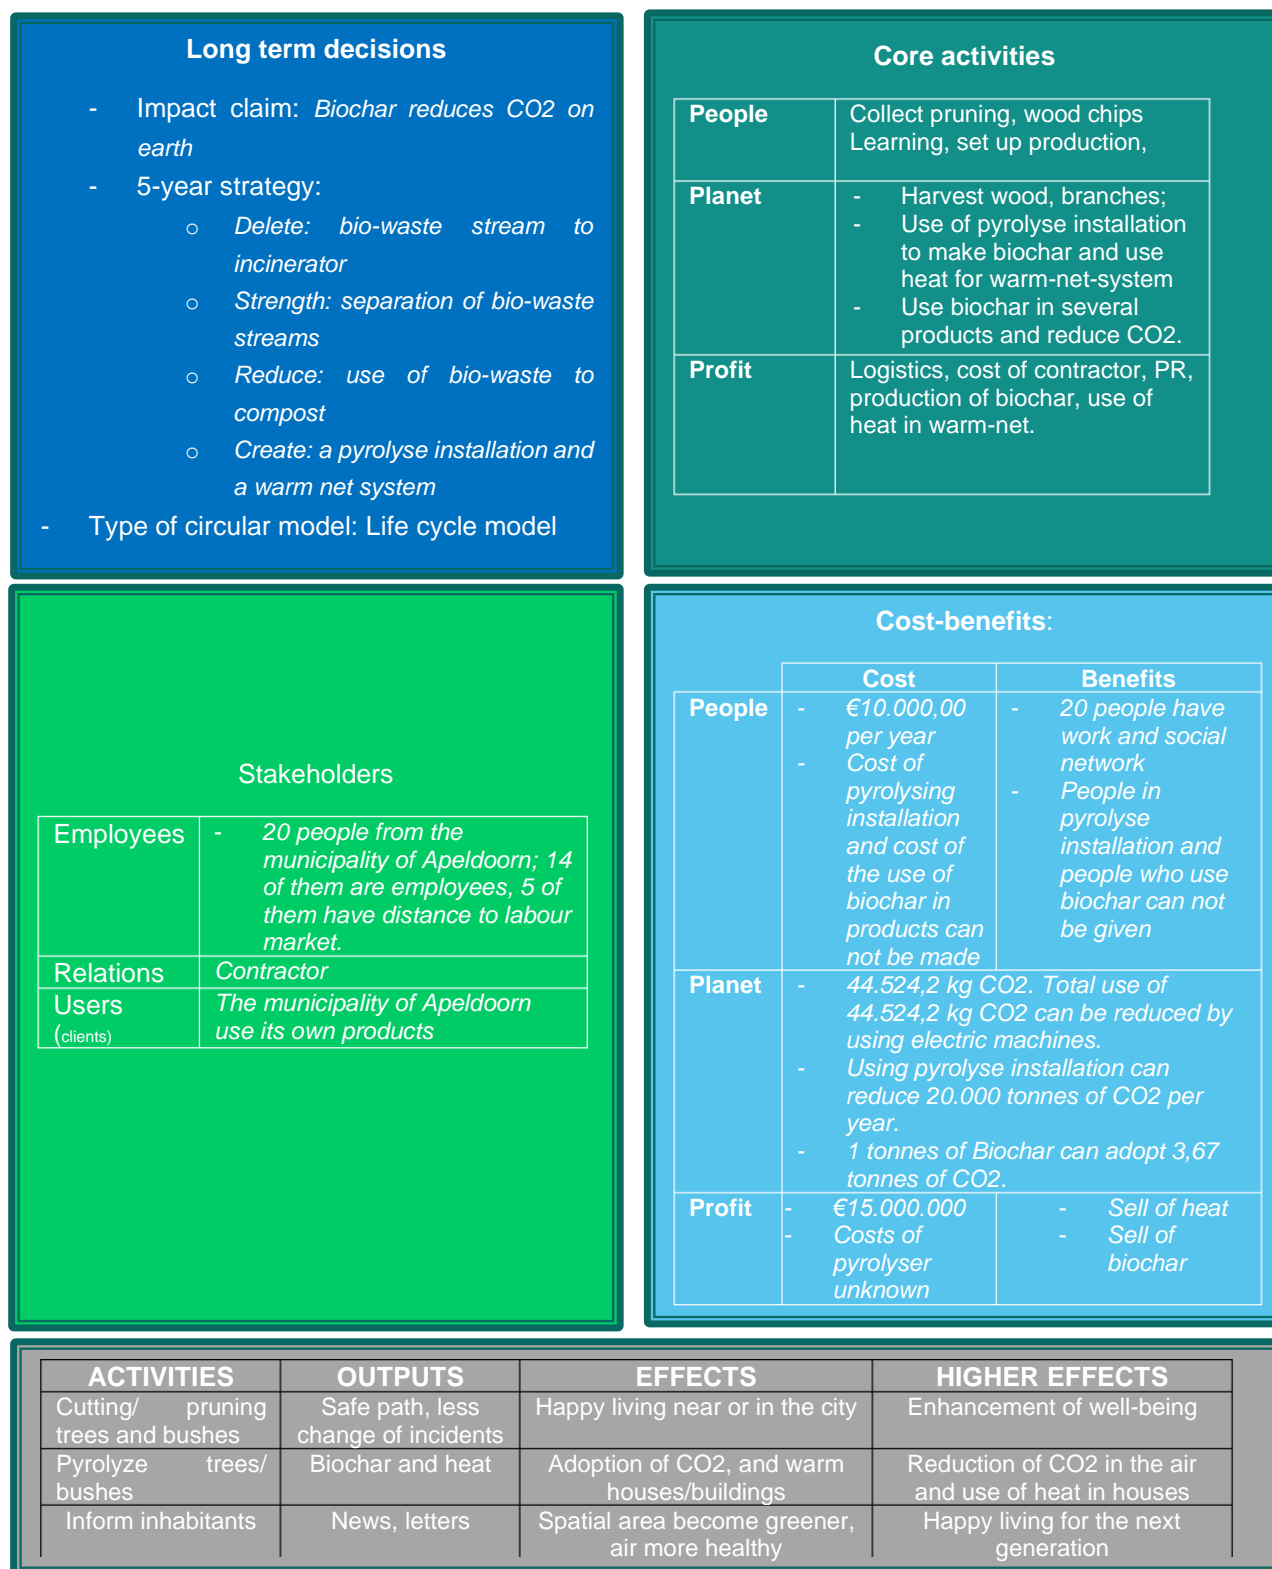 Long term decisions
- Impact claim: Biochar reduces CO2 on
earth
- 5-year strategy:
o Delete: bio-waste stream to
incinerator
o Strength: separation of bio-waste
streams
o Reduce: use of bio-waste to
compost
o Create: a pyrolyse installation and
a warm net system
- Type of circular model: Life cycle model
Core activities
People
Collect pruning, wood chips
Learning, set up production,
Planet
- Harvest wood, branches;
- Use of pyrolyse installation
to make biochar and use
heat for warm-net-system
- Use biochar in several
products and reduce CO2.
Profit
Logistics, cost of contractor, PR,
production of biochar, use of
heat in warm-net.
Stakeholders
Employees
- 20 people from the
municipality of Apeldoorn; 14
of them are employees, 5 of
them have distance to labour
market.
Relations
Contractor
Users
(clients)
The municipality of Apeldoorn
use its own products
Cost-benefits:
Cost
Benefits
People
- €10.000,00
per year
- Cost of
pyrolysing
installation
and cost of
the use of
biochar in
products can
not be made
- 20 people have
work and social
network
- People in
pyrolyse
installation and
people who use
biochar can not
be given
Planet
- 44.524,2 kg CO2. Total use of
44.524,2 kg CO2 can be reduced by
using electric machines.
- Using pyrolyse installation can
reduce 20.000 tonnes of CO2 per
year.
- 1 tonnes of Biochar can adopt 3,67
tonnes of CO2.
Profit
- €15.000.000
- Costs of
pyrolyser
unknown
- Sell of heat
- Sell of
biochar
ACTIVITIES
OUTPUTS
EFFECTS
HIGHER EFFECTS
Cutting/ pruning
trees and bushes
Safe path, less
change of incidents
Happy living near or in the city
Enhancement of well-being
Pyrolyze trees/
bushes
Biochar and heat
Adoption of CO2, and warm
houses/buildings
Reduction of CO2 in the air
and use of heat in houses
Inform inhabitants
News, letters
Spatial area become greener,
air more healthy
Happy living for the next
generation